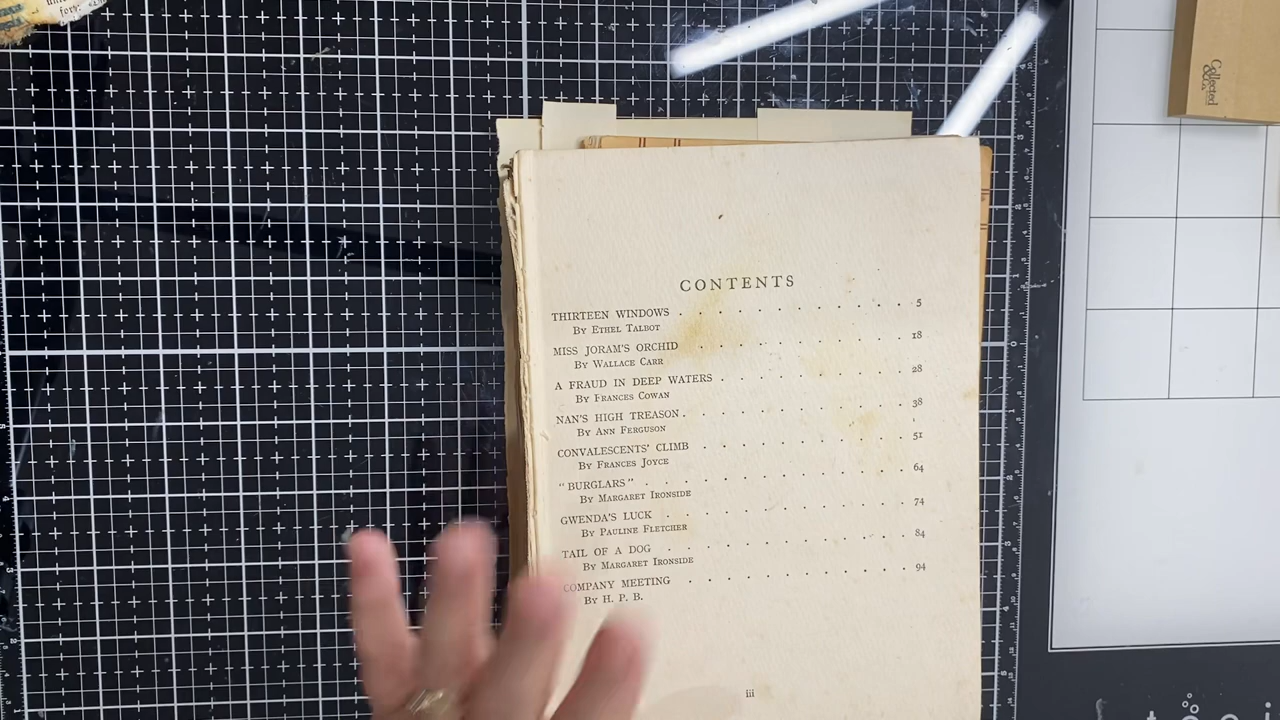 fort:
Collected
CONTENTS
THIRTEEN WINDOWS . . . . . . . . 5
By Ethel Talbot
MISS JORAM'S ORCHID . . . . . . . 18
By Wallace Carr
A FRAUD IN DEEP WATERS . . . . . . . 28
By Frances Cowan
NAN'S HIGH TREASON . . . . . . . . 38
By Ann Ferguson
CONVALESCENTS' CLIMB . . . . . . . 51
By Frances Joyce
"BURGLARS" . . . . . . . . . 64
By Margaret Ironside
GWENDA'S LUCK . . . . . . . . 74
By Pauline Fletcher
TAIL OF A DOG . . . . . . . . 84
By Margaret Ironside
COMPANY MEETING . . . . . . . . 94
By H. P. B.
iii